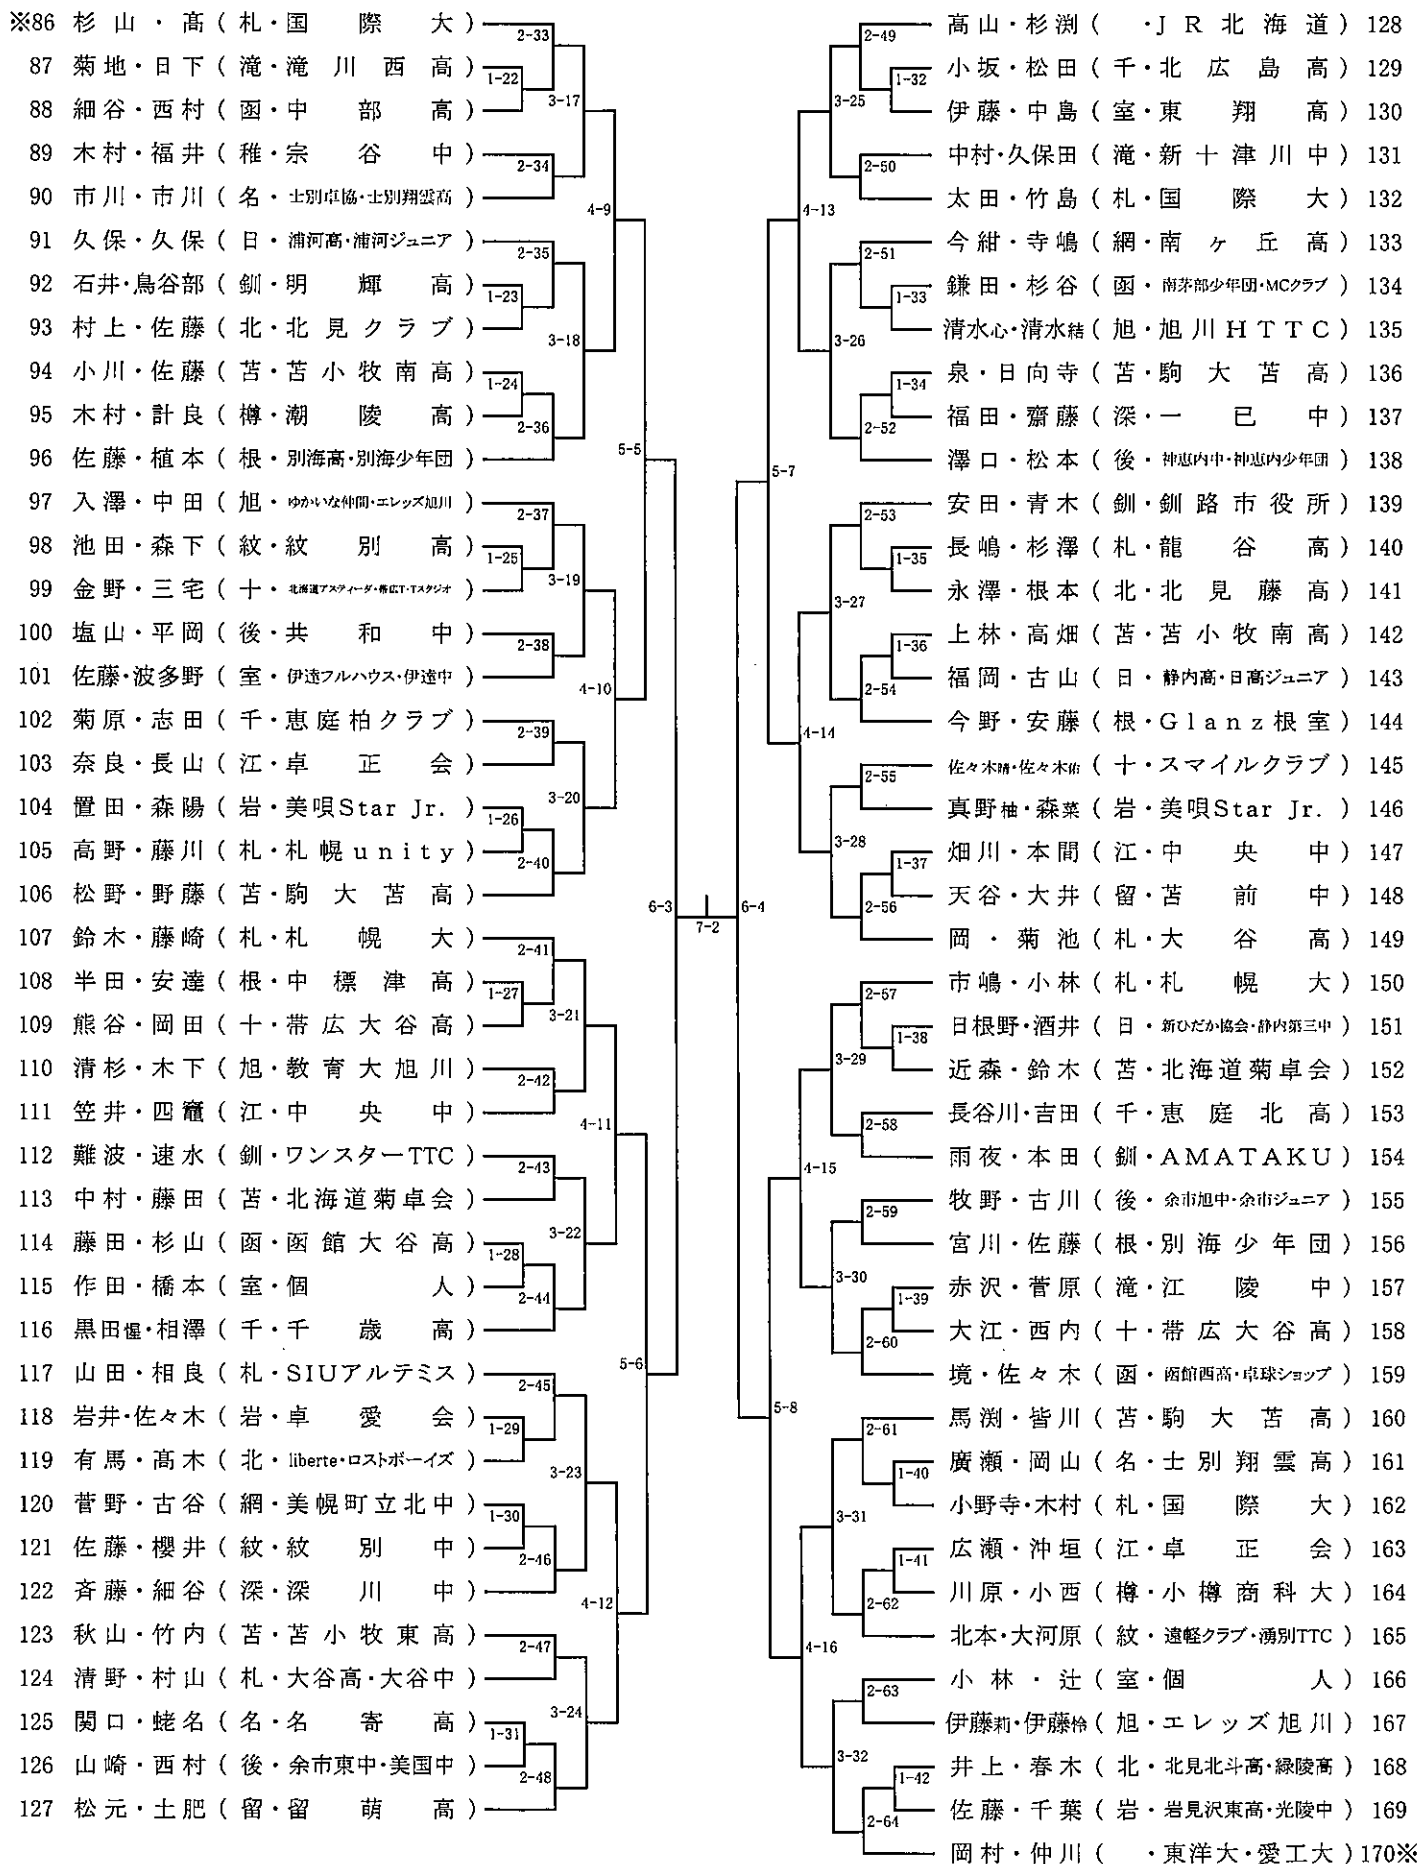 ※86 杉山・髙 (札・国際大)
2-33
87 菊地・日下 (滝・滝川西高)
1-22
3-17
88 細谷・西村 (函・中部高)
89 木村・福井 (稚・宗谷中)
2-34
90 市川・市川 (名・士別卓協・士別翔雲高)
4-9
91 久保・久保 (日・浦河高・浦河ジュニア)
2-35
92 石井・鳥谷部 (釧・明輝高)
1-23
93 村上・佐藤 (北・北見クラブ)
3-18
94 小川・佐藤 (苫・苫小牧南高)
1-24
95 木村・計良 (樽・潮陵高)
2-36
5-5
96 佐藤・植本 (根・別海高・別海少年団)
97 入澤・中田 (旭・ゆかいな仲間・エレッズ旭川)
2-37
98 池田・森下 (紋・紋別高)
1-25
3-19
99 金野・三宅 (十・北海道アスティーダ・帯広T・Tスタジオ)
100 塩山・平岡 (後・共和中)
2-38
101 佐藤・波多野 (室・伊達フルハウス・伊達中)
4-10
102 菊原・志田 (千・恵庭柏クラブ)
2-39
103 奈良・長山 (江・卓正会)
3-20
104 置田・森陽 (岩・美唄Star Jr.)
1-26
105 高野・藤川 (札・札幌unity)
2-40
106 松野・野藤 (苫・駒大苫高)
6-3
7-2
107 鈴木・藤崎 (札・札幌大)
2-41
108 半田・安達 (根・中標津高)
1-27
3-21
109 熊谷・岡田 (十・帯広大谷高)
110 清杉・木下 (旭・教育大旭川)
2-42
111 笠井・四竈 (江・中央中)
4-11
112 難波・速水 (釧・ワンスターTTC)
2-43
113 中村・藤田 (苫・北海道菊卓会)
3-22
114 藤田・杉山 (函・函館大谷高)
1-28
115 作田・橋本 (室・個人)
2-44
116 黒田惺・相澤 (千・千歳高)
5-6
117 山田・相良 (札・SIUアルテミス)
2-45
118 岩井・佐々木 (岩・卓愛会)
1-29
119 有馬・髙木 (北・liberte・ロストボーイズ)
3-23
120 菅野・古谷 (網・美幌町立北中)
1-30
121 佐藤・櫻井 (紋・紋別中)
2-46
122 斉藤・細谷 (深・深川中)
4-12
123 秋山・竹内 (苫・苫小牧東高)
2-47
124 清野・村山 (札・大谷高・大谷中)
3-24
125 関口・蛯名 (名・名寄高)
1-31
126 山崎・西村 (後・余市東中・美国中)
2-48
127 松元・土肥 (留・留萌高)
高山・杉渕 (・JR北海道) 128
2-49
小坂・松田 (千・北広島高) 129
1-32
3-25
伊藤・中島 (室・東翔高) 130
中村・久保田 (滝・新十津川中) 131
2-50
太田・竹島 (札・国際大) 132
4-13
今紺・寺嶋 (網・南ヶ丘高) 133
2-51
鎌田・杉谷 (函・南茅部少年団・MCクラブ) 134
1-33
清水心・清水結 (旭・旭川HTTC) 135
3-26
泉・日向寺 (苫・駒大苫高) 136
1-34
福田・齋藤 (深・一已中) 137
2-52
澤口・松本 (後・神恵内中・神恵内少年団) 138
5-7
安田・青木 (釧・釧路市役所) 139
2-53
長嶋・杉澤 (札・龍谷高) 140
1-35
永澤・根本 (北・北見藤高) 141
3-27
上林・高畑 (苫・苫小牧南高) 142
1-36
福岡・古山 (日・静内高・日高ジュニア) 143
2-54
今野・安藤 (根・Glanz根室) 144
4-14
佐々木晴・佐々木佑 (十・スマイルクラブ) 145
2-55
真野柚・森菜 (岩・美唄Star Jr.) 146
3-28
畑川・本間 (江・中央中) 147
1-37
天谷・大井 (留・苫前中) 148
2-56
6-4
岡・菊池 (札・大谷高) 149
市嶋・小林 (札・札幌大) 150
2-57
日根野・酒井 (日・新ひだか協会・静内第三中) 151
1-38
3-29
近森・鈴木 (苫・北海道菊卓会) 152
長谷川・吉田 (千・恵庭北高) 153
2-58
雨夜・本田 (釧・AMATAKU) 154
4-15
牧野・古川 (後・余市旭中・余市ジュニア) 155
2-59
宮川・佐藤 (根・別海少年団) 156
3-30
赤沢・菅原 (滝・江陵中) 157
1-39
大江・西内 (十・帯広大谷高) 158
2-60
境・佐々木 (函・函館西高・卓球ショップ) 159
5-8
馬渕・皆川 (苫・駒大苫高) 160
2-61
廣瀬・岡山 (名・士別翔雲高) 161
1-40
小野寺・木村 (札・国際大) 162
3-31
広瀬・沖垣 (江・卓正会) 163
1-41
川原・小西 (樽・小樽商科大) 164
2-62
北本・大河原 (紋・遠軽クラブ・湧別TTC) 165
4-16
小林・辻 (室・個人) 166
2-63
伊藤莉・伊藤怜 (旭・エレッズ旭川) 167
3-32
井上・春木 (北・北見北斗高・緑陵高) 168
1-42
佐藤・千葉 (岩・岩見沢東高・光陵中) 169
2-64
岡村・仲川 (・東洋大・愛工大) 170※